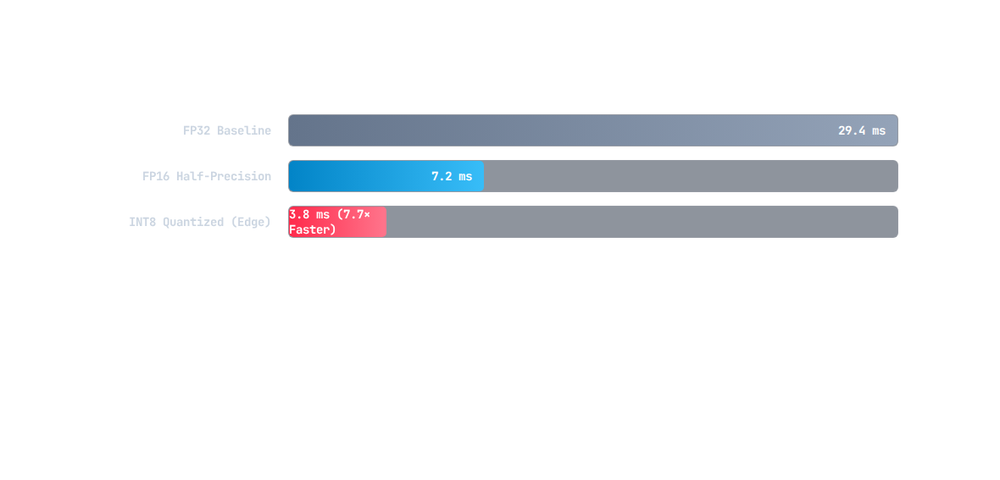 FP32 Baseline
29.4 ms
FP16 Half-Precision
7.2 ms
INT8 Quantized (Edge)
3.8 ms (7.7×
Faster)